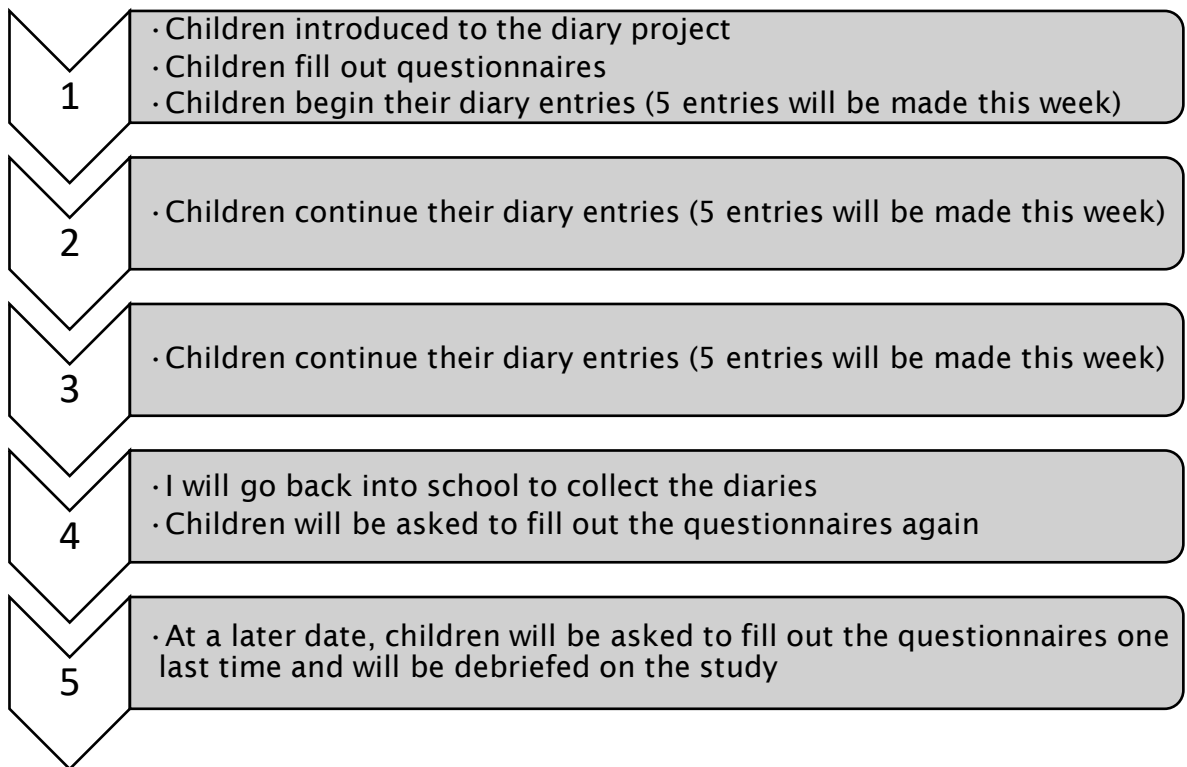 · Children introduced to the diary project
· Children fill out questionnaires
· Children begin their diary entries (5 entries will be made this week)
1
· Children continue their diary entries (5 entries will be made this week)
2
· Children continue their diary entries (5 entries will be made this week)
3
· I will go back into school to collect the diaries
· Children will be asked to fill out the questionnaires again
4
· At a later date, children will be asked to fill out the questionnaires one
last time and will be debriefed on the study
5